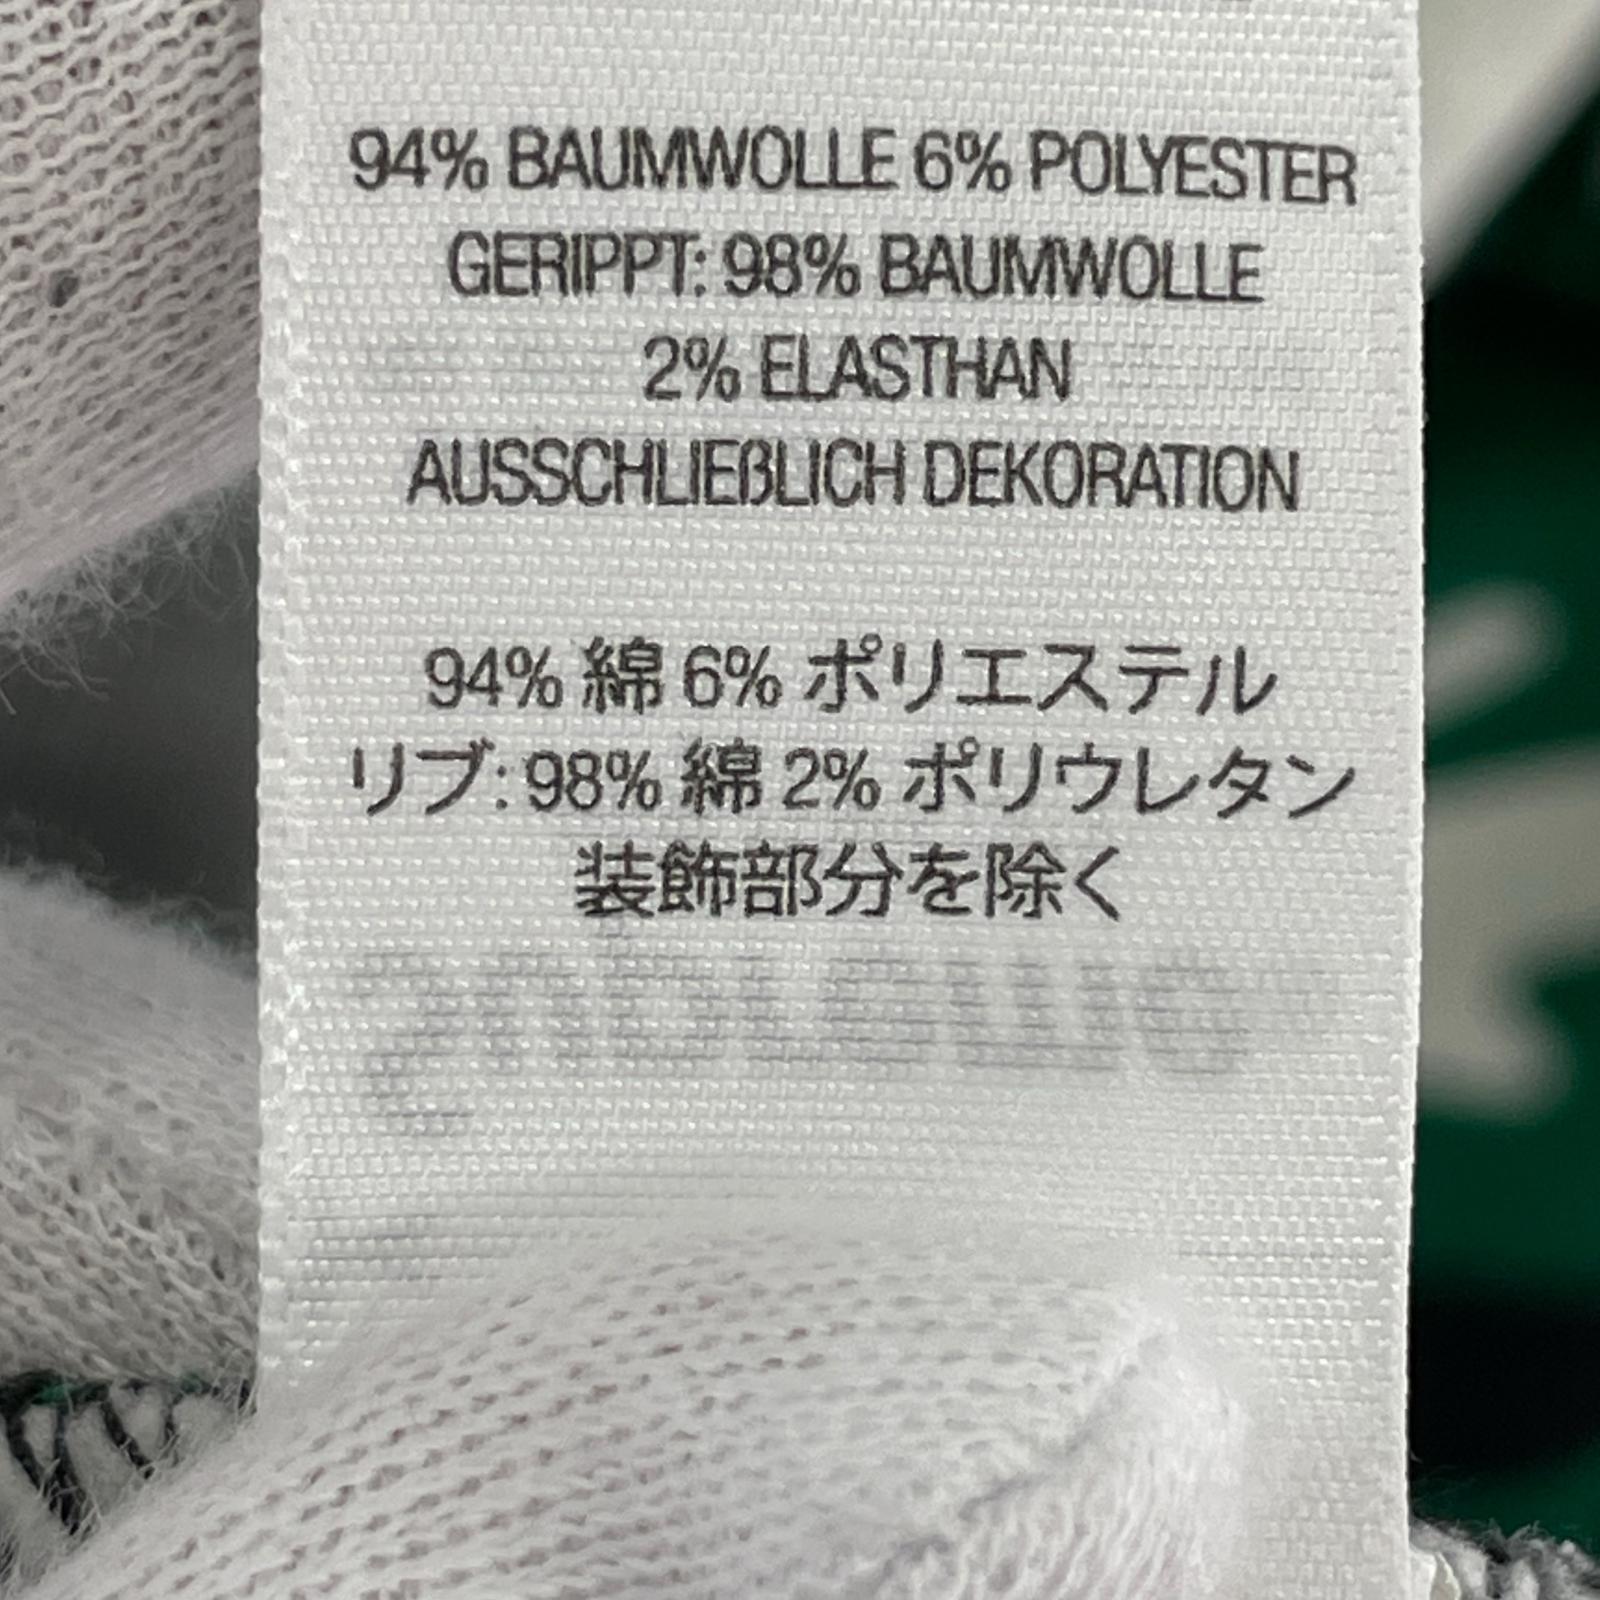 94% BAUMWOLLE 6% POLYESTER
GERIPPT: 98% BAUMWOLLE
2% ELASTHAN
AUSSCHLIEßLICH DEKORATION
94% 綿 6% ポリエステル
リブ: 98% 綿 2% ポリウレタン
装飾部分を除く